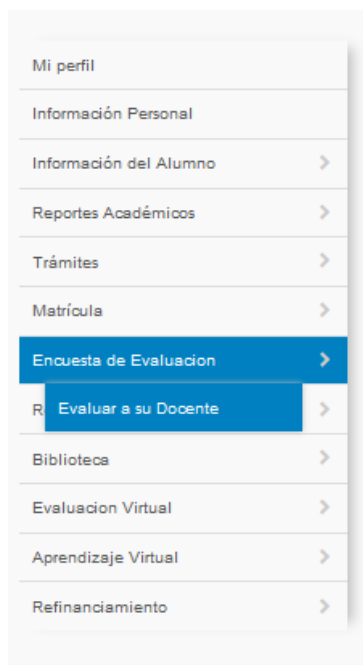 Mi perfil
Información Personal
Información del Alumno
Reportes Académicos
Trámites
Matrícula
Encuesta de Evaluacion
Evaluar a su Docente
Biblioteca
Evaluacion Virtual
Aprendizaje Virtual
Refinanciamiento